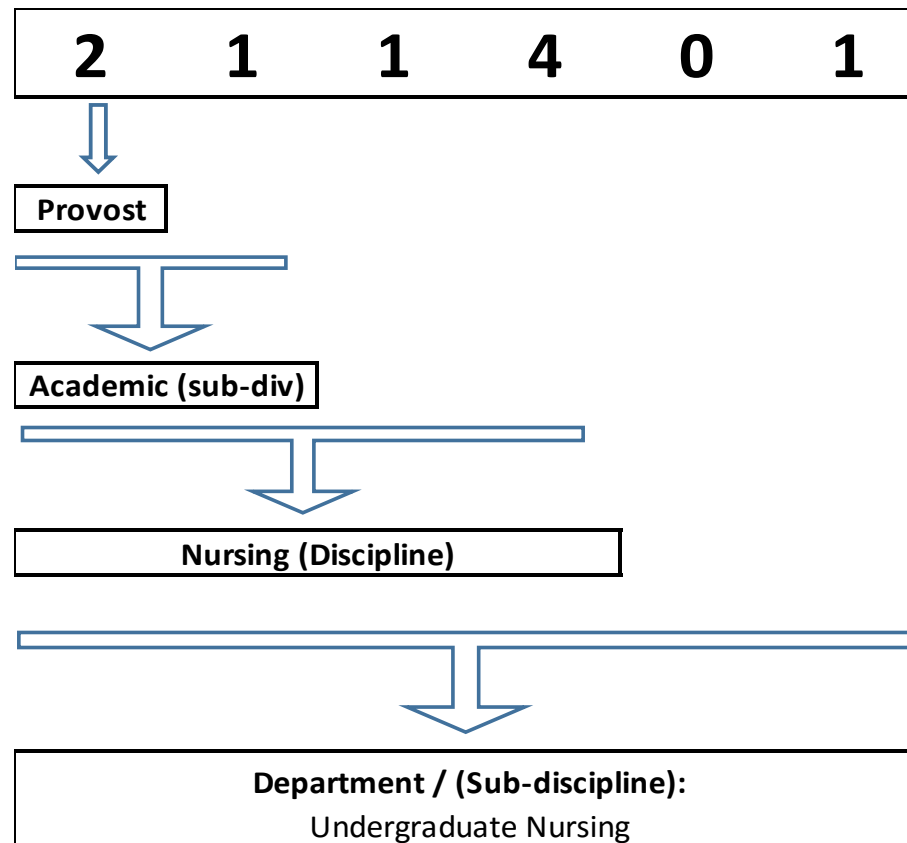 2 1 1 4 0 1
Provost
Academic (sub-div)
Nursing (Discipline)
Department / (Sub-discipline):
Undergraduate Nursing